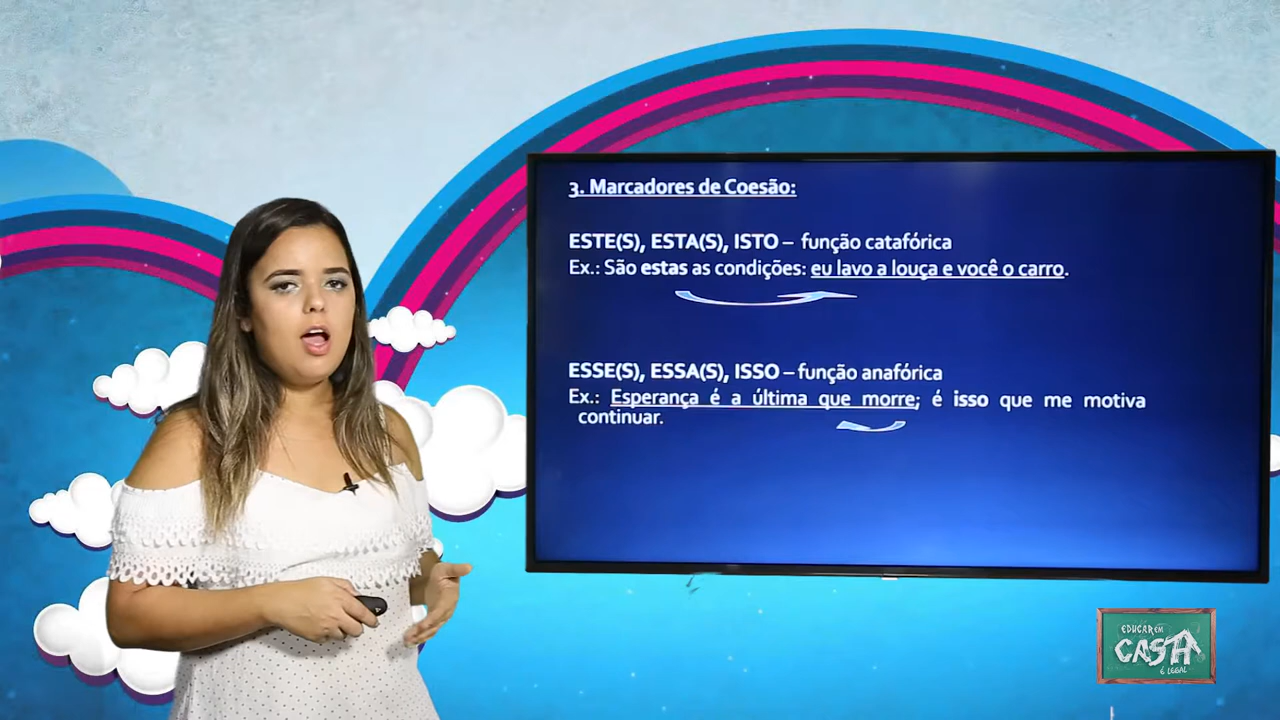 3. Marcadores de Coesão:
ESTE(S), ESTA(S), ISTO – função catafórica
Ex.: São estas as condições: eu lavo a louça e você o carro.
ESSE(S), ESSA(S), ISSO – função anafórica
Ex.: Esperança é a última que morre; é isso que me motiva
continuar.
EDUCAR EM
CASA
É LEGAL